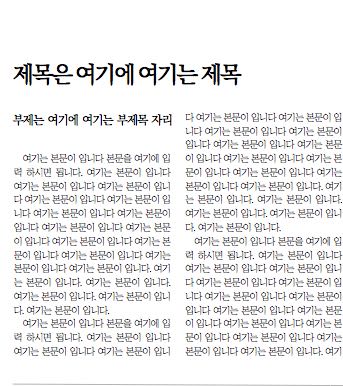 제목은 여기에 여기는 제목
부제는 여기에 여기는 부제목 자리
여기는 본문이 입니다 본문을 여기에 입
력 하시면 됩니다. 여기는 본문이 입니다
여기는 본문이 입니다 여기는 본문이 입니
다 여기는 본문이 입니다 여기는 본문이 입
니다 여기는 본문이 입니다 여기는 본문이
입니다 여기는 본문이 입니다 여기는 본문
이 입니다 여기는 본문이 입니다 여기는 본
문이 입니다 여기는 본문이 입니다 여기는
본문이 입니다 여기는 본문이 입니다. 여기
는 본문이 입니다. 여기는 본문이 입니다.
여기는 본문이 입니다. 여기는 본문이 입니
다. 여기는 본문이 입니다.
여기는 본문이 입니다 본문을 여기에 입
력 하시면 됩니다. 여기는 본문이 입니다
여기는 본문이 입니다 여기는 본문이 입니
다 여기는 본문이 입니다 여기는 본문이 입
니다 여기는 본문이 입니다 여기는 본문이
입니다 여기는 본문이 입니다 여기는 본문
이 입니다 여기는 본문이 입니다 여기는 본
문이 입니다 여기는 본문이 입니다 여기는
본문이 입니다 여기는 본문이 입니다. 여기
는 본문이 입니다. 여기는 본문이 입니다.
여기는 본문이 입니다. 여기는 본문이 입니
다. 여기는 본문이 입니다.
여기는 본문이 입니다 본문을 여기에 입
력 하시면 됩니다. 여기는 본문이 입니다
여기는 본문이 입니다 여기는 본문이 입니
다 여기는 본문이 입니다 여기는 본문이 입
니다 여기는 본문이 입니다 여기는 본문이
입니다 여기는 본문이 입니다 여기는 본문
이 입니다 여기는 본문이 입니다 여기는 본
문이 입니다 여기는 본문이 입니다 여기는
본문이 입니다 여기는 본문이 입니다. 여기